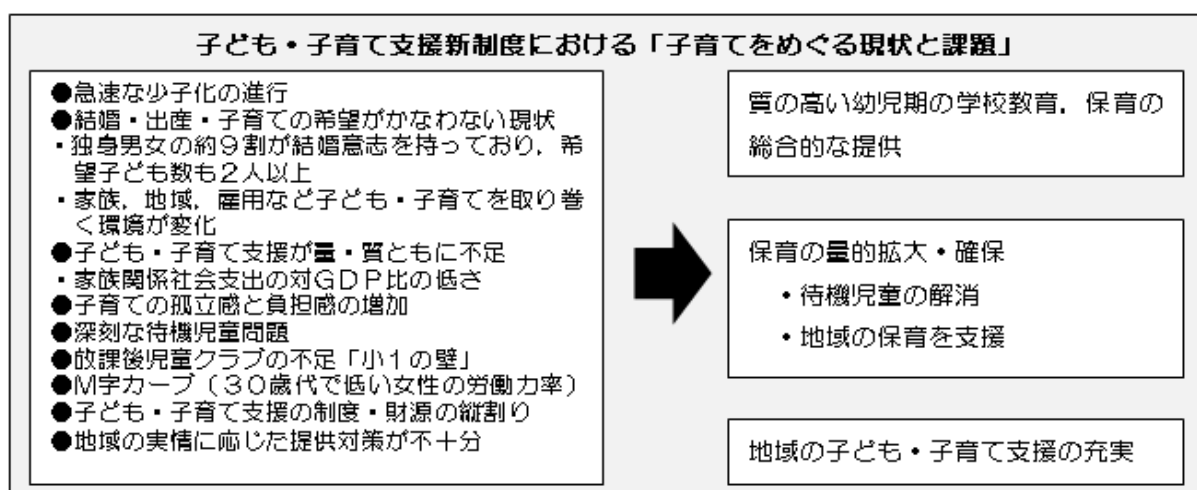 子ども・子育て支援新制度における「子育てをめぐる現状と課題」
●急速な少子化の進行
●結婚・出産・子育ての希望がかなわない現状
・独身男女の約９割が結婚意志を持っており，希
望子ども数も２人以上
・家族，地域，雇用など子ども・子育てを取り巻
く環境が変化
●子ども・子育て支援が量・質ともに不足
・家族関係社会支出の対ＧＤＰ比の低さ
●子育ての孤立感と負担感の増加
●深刻な待機児童問題
●放課後児童クラブの不足「小１の壁」
●M字カーブ（３０歳代で低い女性の労働力率）
●子ども・子育て支援の制度・財源の縦割り
●地域の実情に応じた提供対策が不十分
質の高い幼児期の学校教育，保育の
総合的な提供
保育の量的拡大・確保
・待機児童の解消
・地域の保育を支援
地域の子ども・子育て支援の充実